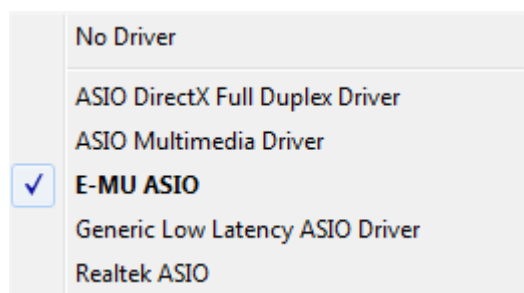 No Driver
ASIO DirectX Full Duplex Driver
ASIO Multimedia Driver
E-MU ASIO
Generic Low Latency ASIO Driver
Realtek ASIO